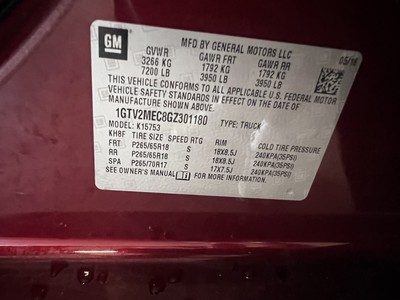 GM
MFD BY GENERAL MOTORS LLC
05/16
GVWR GAWR FRT GAWR RR
3266 KG 1792 KG 1792 KG
7200 LB 3950 LB 3950 LB
THIS VEHICLE CONFORMS TO ALL APPLICABLE U.S. FEDERAL MOTOR
VEHICLE SAFETY STANDARDS IN EFFECT ON THE DATE OF
MANUFACTURE SHOWN ABOVE.
1GTV2MEC8GZ301180 TYPE: TRUCK
MODEL: K15753
KH8F TIRE SIZE SPEED RTG RIM COLD TIRE PRESSURE
FRT P265/65R18 S 18X8.5J 240KPA(35PSI)
RR P265/65R18 S 18X8.5J 240KPA(35PSI)
SPA P265/70R17 S 17X7.5J 240KPA(35PSI)
SEE OWNER'S MANUAL FOR MORE INFORMATION